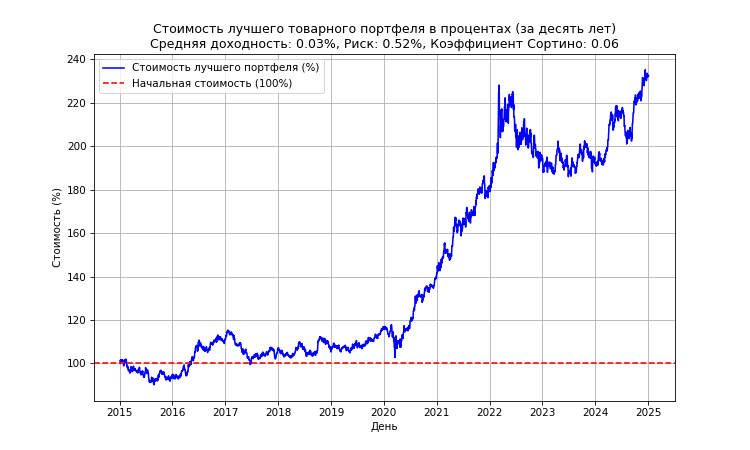 Стоимость лучшего товарного портфеля в процентах (за десять лет)
Средняя доходность: 0.03%, Риск: 0.52%, Коэффициент Сортино: 0.06
Стоимость лучшего портфеля (%)
Начальная стоимость (100%)
Стоимость (%)
240
220
200
180
160
140
120
100
2015 2016 2017 2018 2019 2020 2021 2022 2023 2024 2025
День